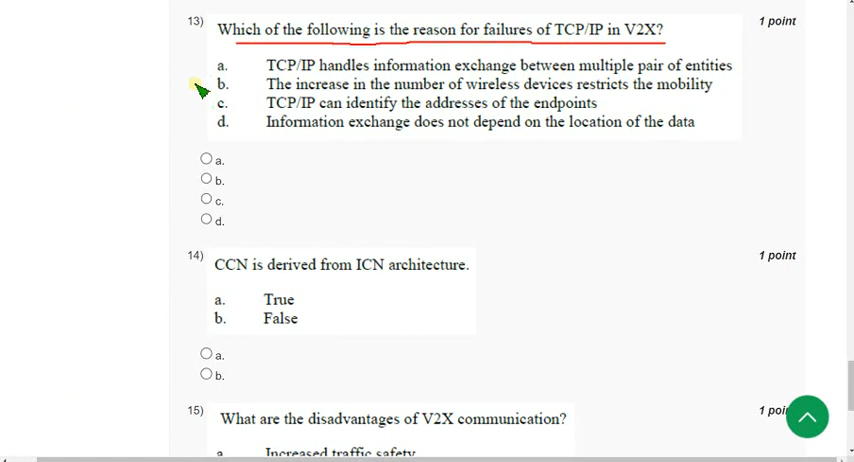 13) Which of the following is the reason for failures of TCP/IP in V2X? 1 point
a. TCP/IP handles information exchange between multiple pair of entities
b. The increase in the number of wireless devices restricts the mobility
c. TCP/IP can identify the addresses of the endpoints
d. Information exchange does not depend on the location of the data
a.
b.
c.
d.
14) CCN is derived from ICN architecture. 1 point
a. True
b. False
a.
b.
15) What are the disadvantages of V2X communication? 1 poi
a. Increased traffic safety